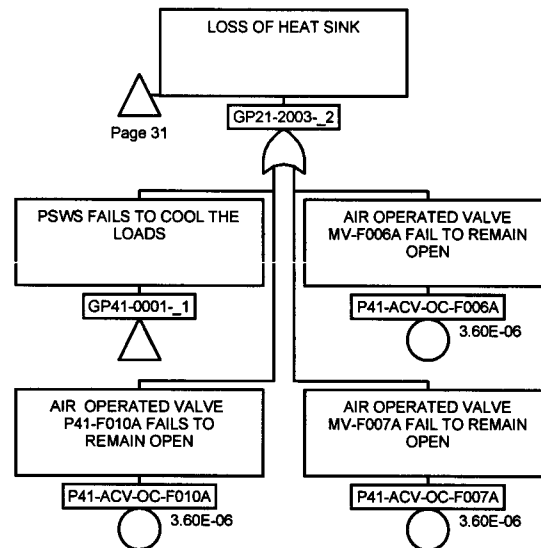 LOSS OF HEAT SINK
Page 31
GP21-2003-_2
PSWS FAILS TO COOL THE
LOADS
GP41-0001-_1
AIR OPERATED VALVE
MV-F006A FAIL TO REMAIN
OPEN
P41-ACV-OC-F006A
3.60E-06
AIR OPERATED VALVE
P41-F010A FAILS TO
REMAIN OPEN
P41-ACV-OC-F010A
3.60E-06
AIR OPERATED VALVE
MV-F007A FAIL TO REMAIN
OPEN
P41-ACV-OC-F007A
3.60E-06